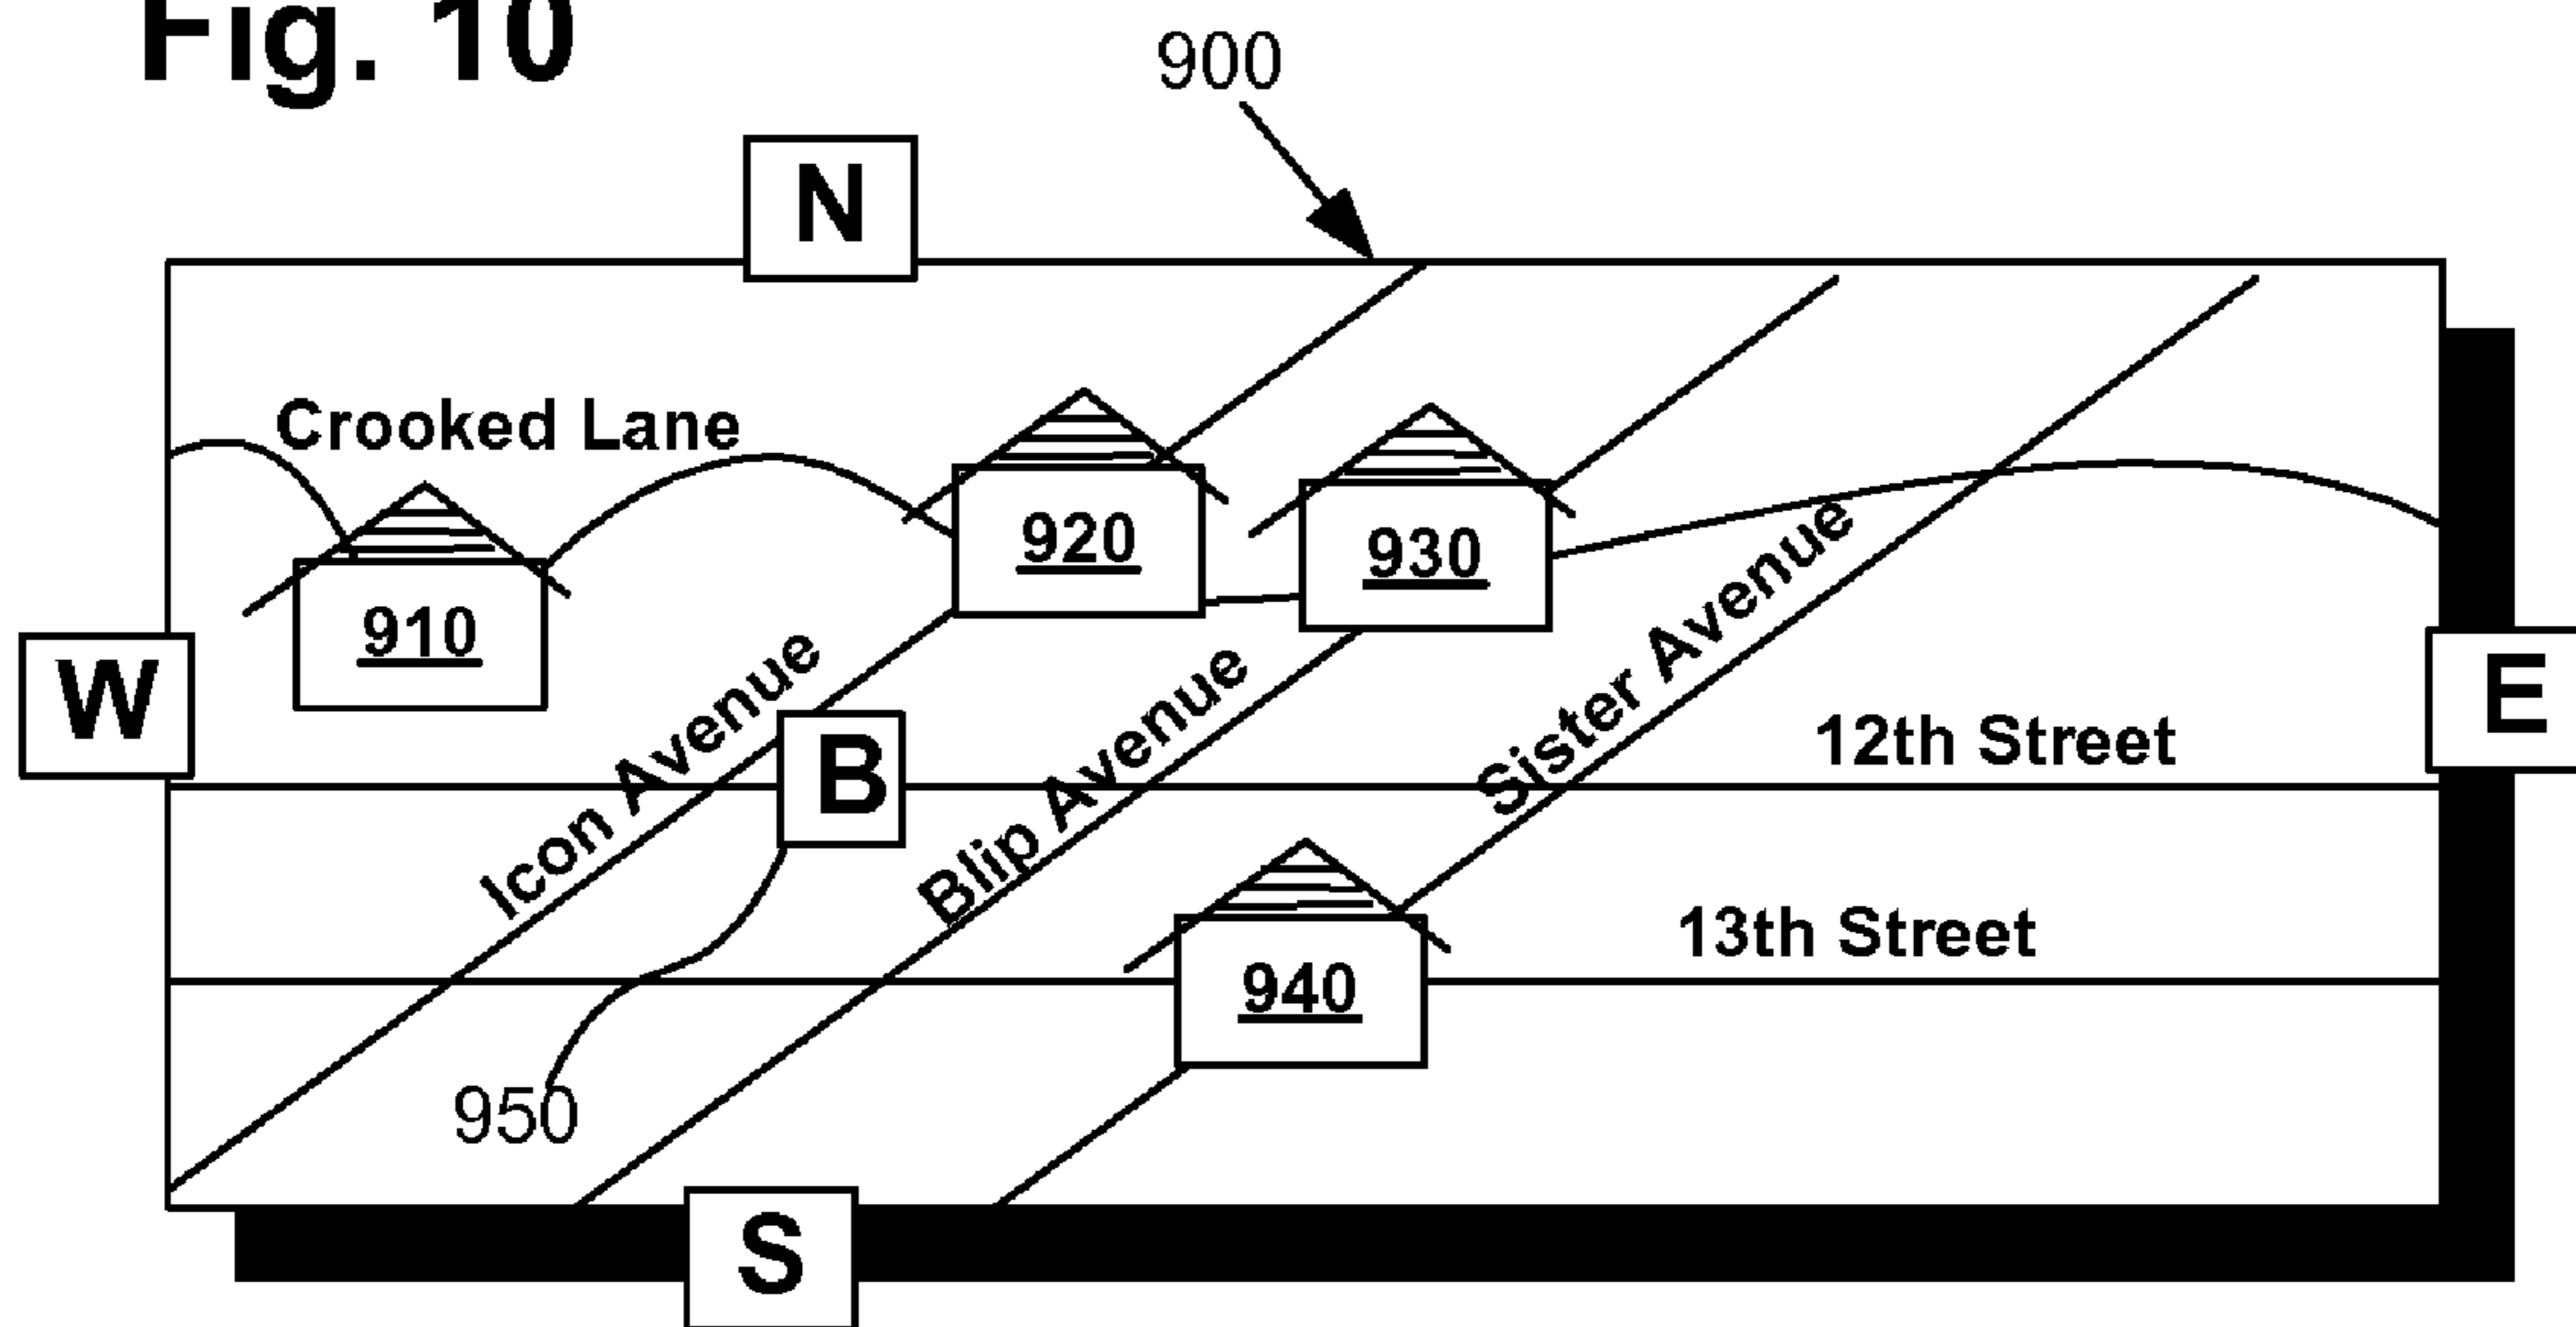 Fig. 10
900
N
Crooked Lane
920
930
910
W
E
Icon Avenue
Blip Avenue
Sister Avenue
12th Street
B
13th Street
940
950
S